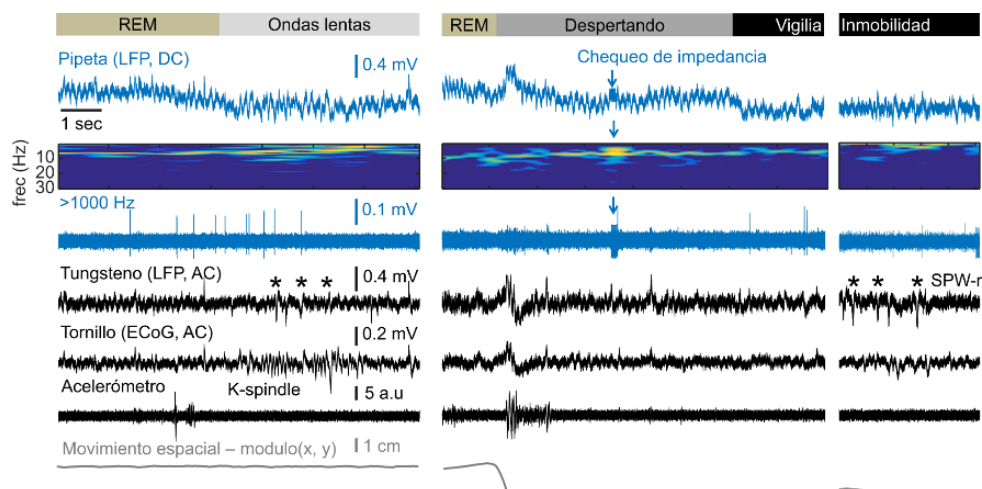 REM Ondas lentas REM Despertando Vigilia Inmobilidad
Pipeta (LFP, DC) 0.4 mV Chequeo de impedancia
1 sec
frec (Hz) 10 20 30
>1000 Hz 0.1 mV
Tungsteno (LFP, AC) * * * 0.4 mV * * * SPW-r
Tornillo (ECoG, AC) 0.2 mV
Acelerómetro K-spindle 5 a.u
Movimiento espacial – modulo(x, y) 1 cm